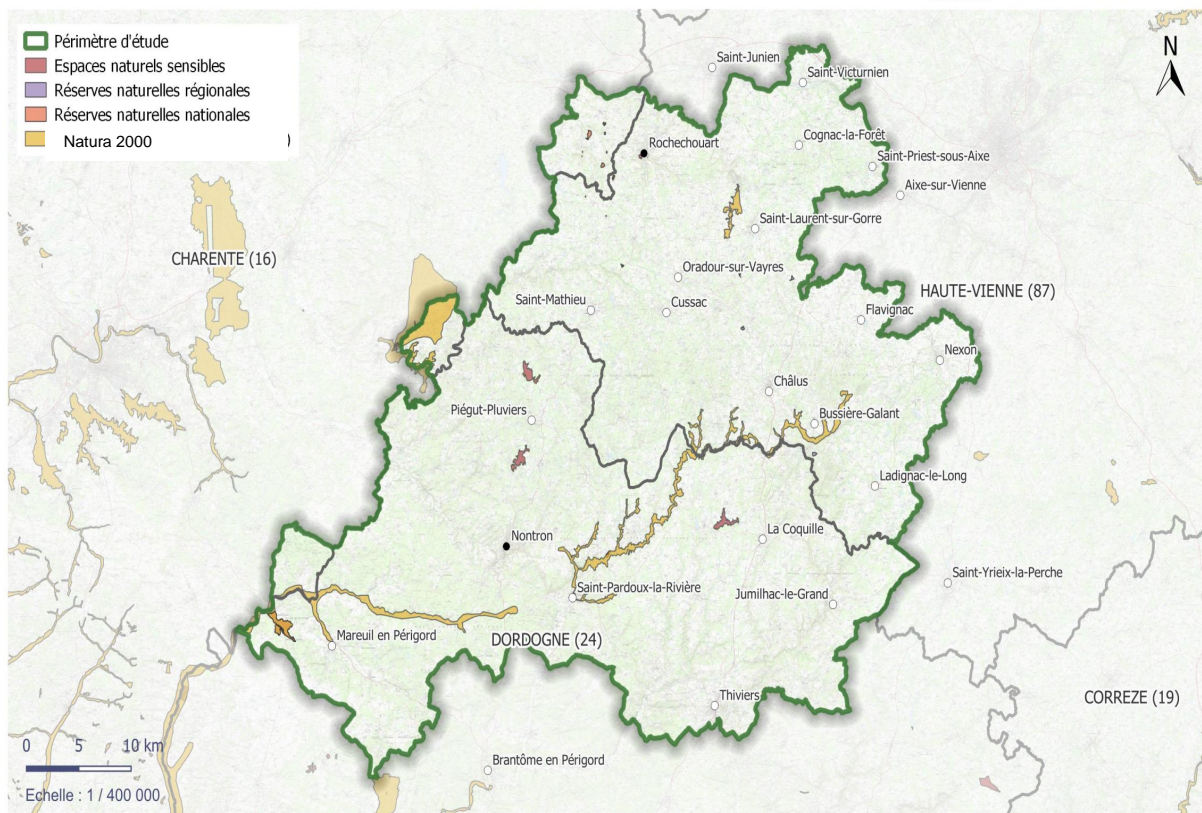 Périmètre d'étude
Espaces naturels sensibles
Réserves naturelles régionales
Réserves naturelles nationales
Natura 2000 )
N
Saint-Junien
Saint-Victurnien
Rochechouart
Cognac-la-Forêt
Saint-Priest-sous-Aixe
Aixe-sur-Vienne
Saint-Laurent-sur-Gorre
CHARENTE (16)
Oradour-sur-Vayres
HAUTE-VIENNE (87)
Saint-Mathieu
Cussac
Flavignac
Nexon
Châlus
Piégut-Pluviers
Bussière-Galant
Ladignac-le-Long
La Coquille
Nontron
Saint-Yrieix-la-Perche
Saint-Pardoux-la-Rivière
Jumilhac-le-Grand
Mareuil en Périgord
DORDOGNE (24)
CORREZE (19)
Thiviers
0 5 10 km
Brantôme en Périgord
Echelle : 1 / 400 000